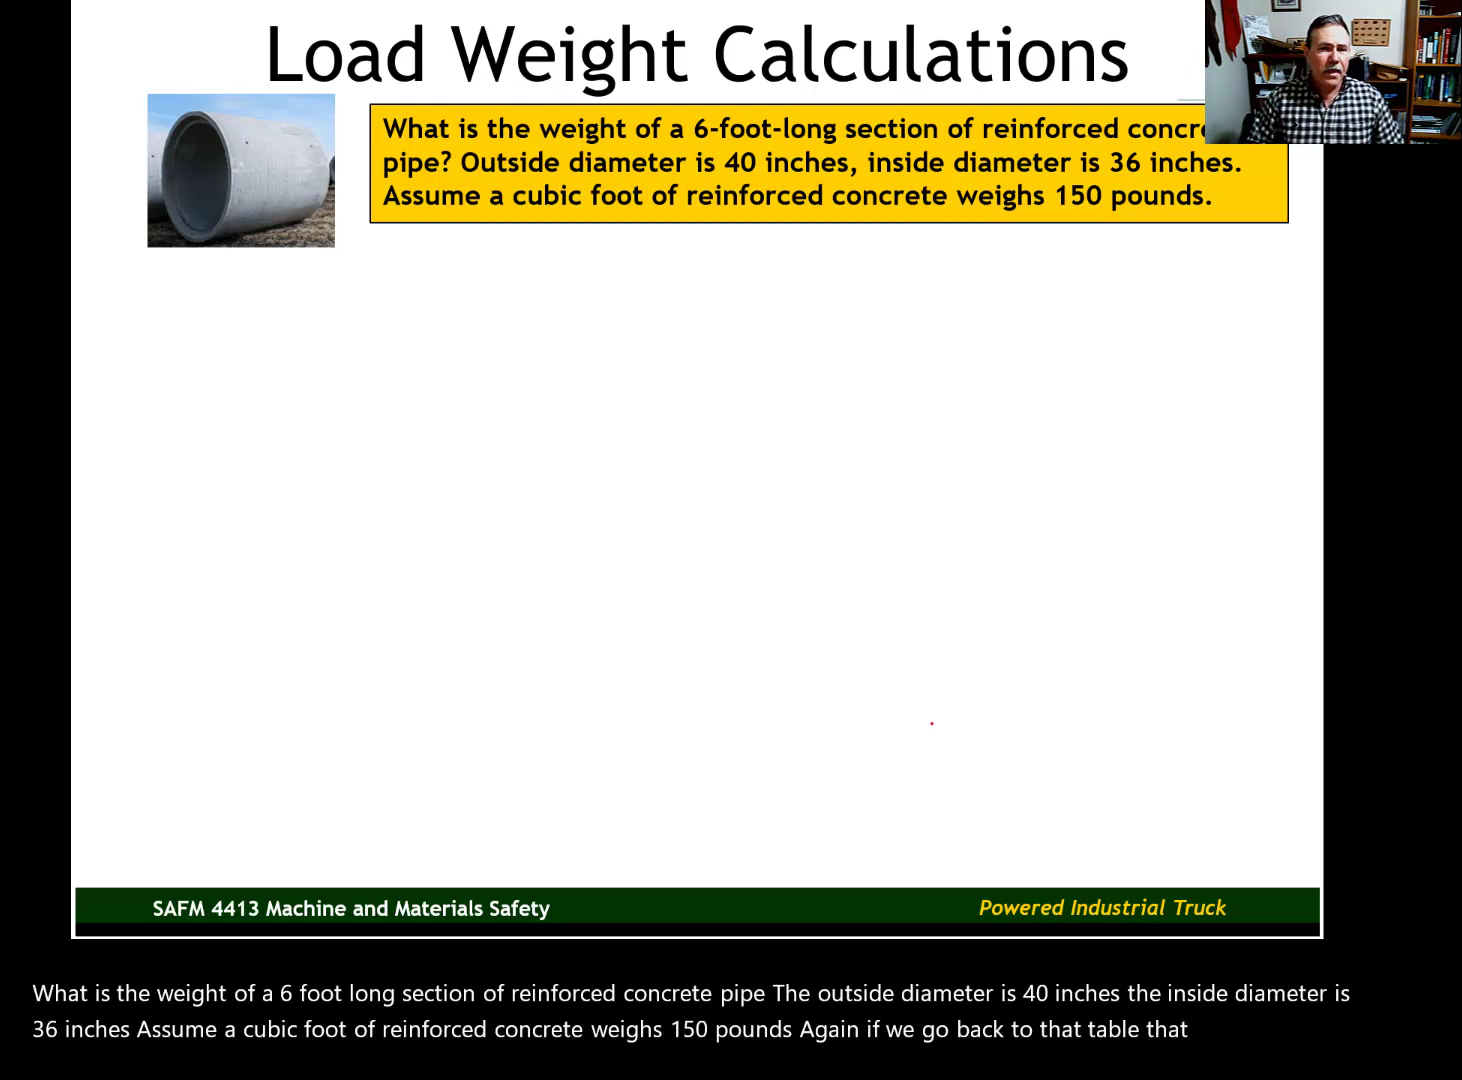 Load Weight Calculations
What is the weight of a 6-foot-long section of reinforced
pipe? Outside diameter is 40 inches, inside diameter is 36 inches.
Assume a cubic foot of reinforced concrete weighs 150 pounds.
SAFM 4413 Machine and Materials Safety
Powered Industrial Truck
What is the weight of a 6 foot long section of reinforced concrete pipe The outside diameter is 40 inches the inside diameter is
36 inches Assume a cubic foot of reinforced concrete weighs 150 pounds Again if we go back to that table that